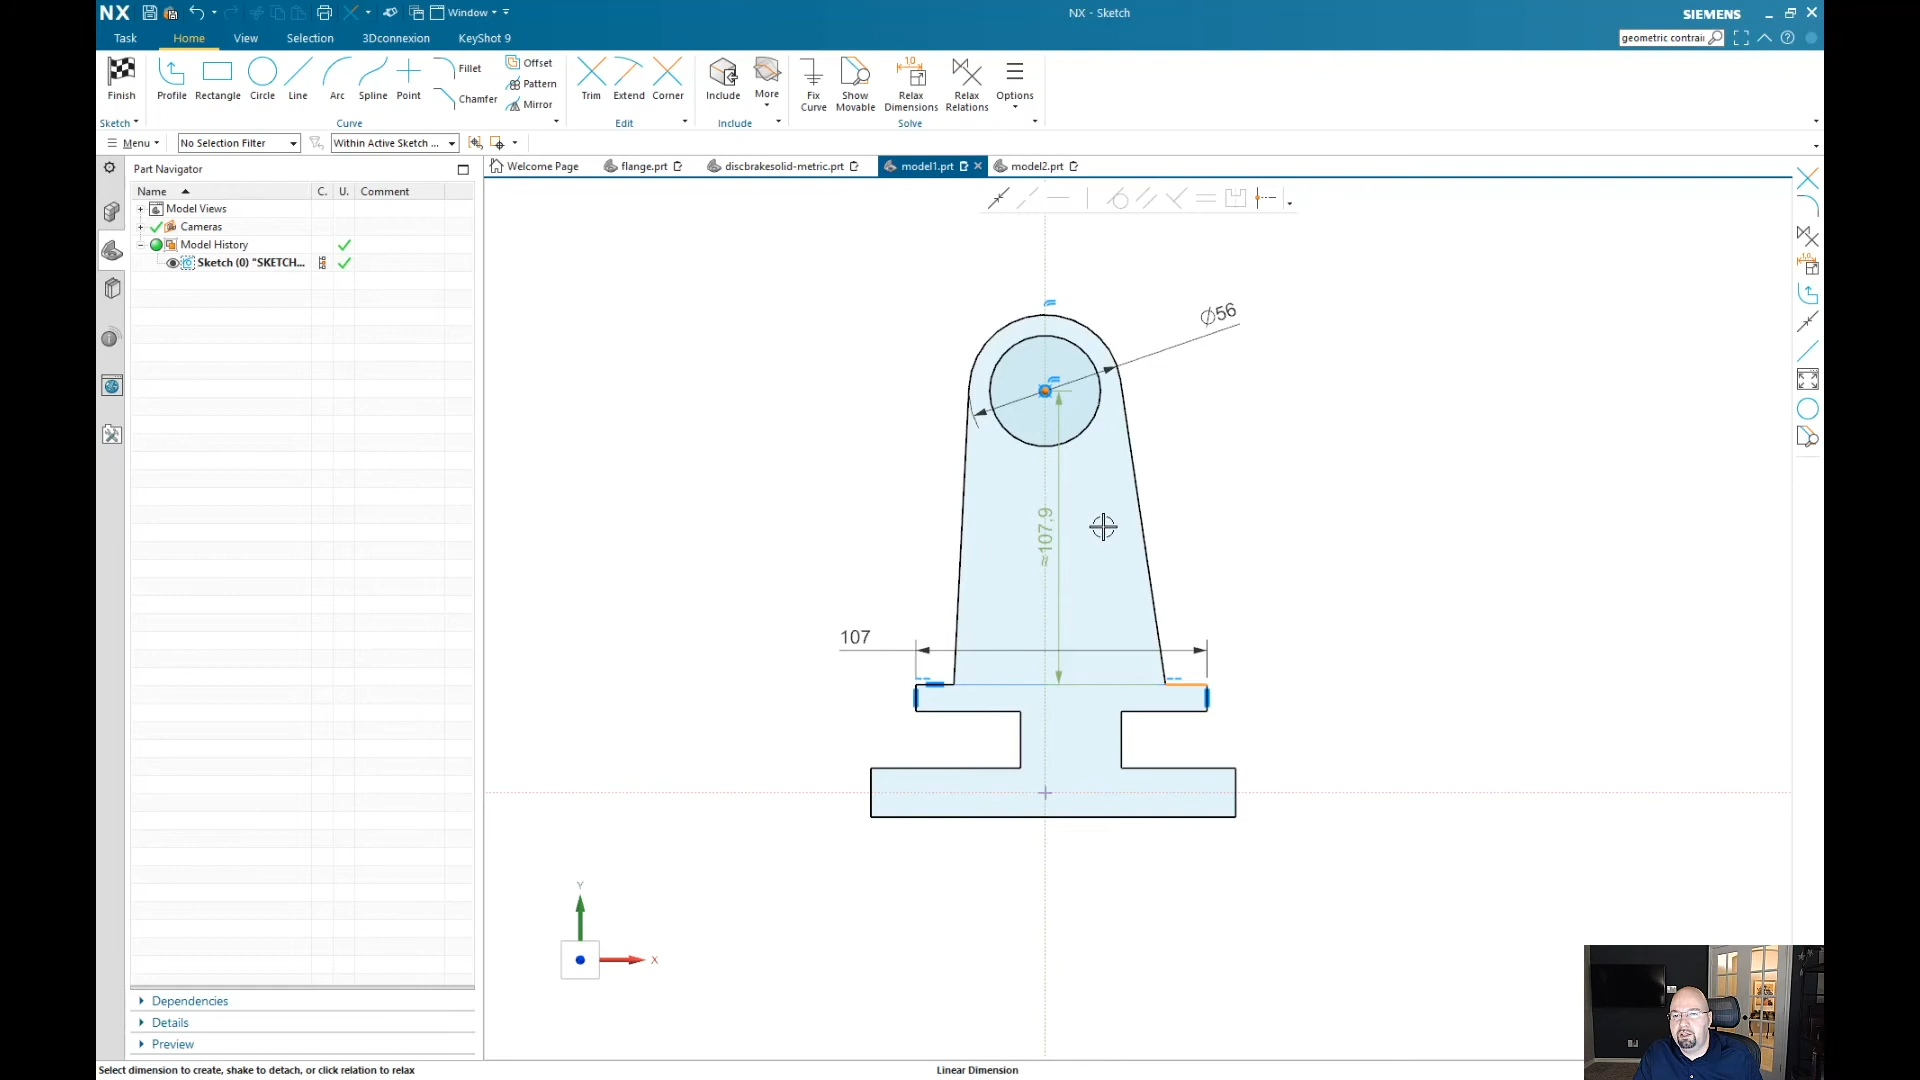 NX
Window
NX - Sketch
SIEMENS
Task
Home
View
Selection
3Dconnexion
KeyShot 9
geometric contrai
Finish
Profile
Rectangle
Circle
Line
Arc
Spline
Point
Fillet
Chamfer
Offset
Pattern
Mirror
Trim
Extend
Corner
Include
More
Fix Curve
Show Movable
10
Relax Dimensions
Relax Relations
Options
Sketch
Curve
Edit
Include
Solve
Menu
No Selection Filter
Within Active Sketch ...
Part Navigator
Welcome Page
flange.prt
discbrakesolid-metric.prt
model1.prt
model2.prt
Name
C.
U.
Comment
Model Views
Cameras
Model History
Sketch (0) "SKETCH...
∅56
≈107,9
107
Y
X
Dependencies
Details
Preview
Select dimension to create, shake to detach, or click relation to relax
Linear Dimension